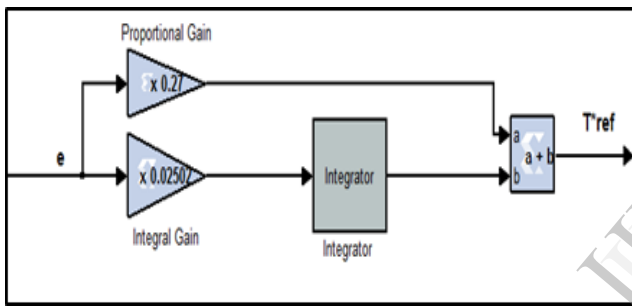 Proportional Gain
x 0.27
e
x 0.02502
Integral Gain
Integrator
Integrator
a
b
a + b
T*ref